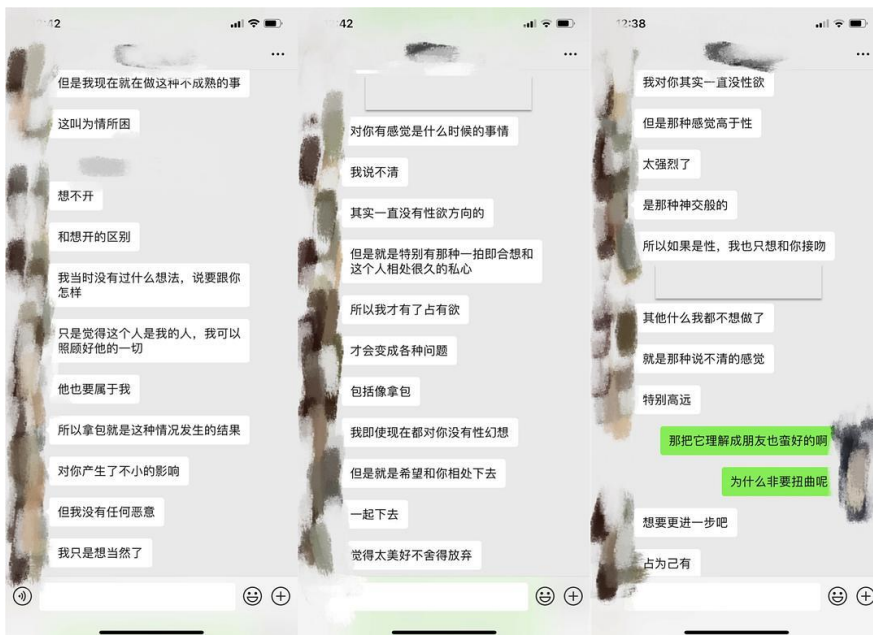 :42
但是我现在就在做这种不成熟的事
这叫为情所困
想不开
和想开的区别
我当时没有过什么想法，说要跟你
怎样
只是觉得这个人是我的人，我可以
照顾好他的一切
他也要属于我
所以拿包就是这种情况发生的结果
对你产生了不小的影响
但我没有任何恶意
我只是想当然了
:42
对你有感觉是什么时候的事情
我说不清
其实一直没有性欲方向的
但是就是特别有那种一拍即合想和
这个人相处很久的私心
所以我才有了占有欲
才会变成各种问题
包括像拿包
我即使现在都对你没有性幻想
但是就是希望和你相处下去
一起下去
觉得太美好不舍得放弃
12:38
我对你其实一直没性欲
但是那种感觉高于性
太强烈了
是那种神交般的
所以如果是性，我也只想和你接吻
其他什么我都不想做了
就是那种说不清的感觉
特别高远
那把它理解成朋友也蛮好的啊
为什么非要扭曲呢
想要更进一步吧
占为己有